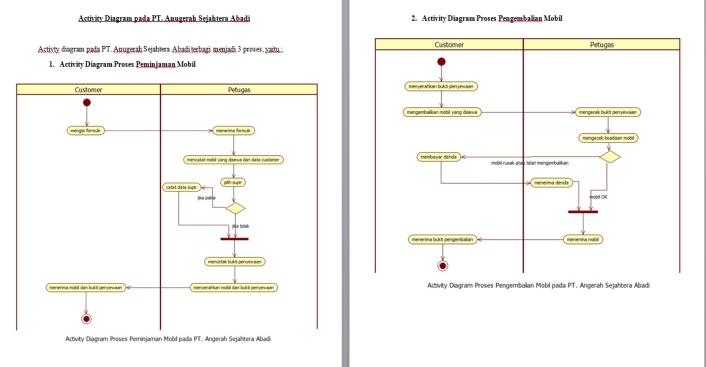 Activity Diagram pada PT. Anugerah Sejahtera Abadi
Activty diagram pada PT. Anugerah Sejahtera Abadi terbagi menjadi 3 proses, yaitu ;
1. Activity Diagram Proses Peminjaman Mobil
Customer
Petugas
mengisi formulir
menerima formulir
mencatat mobil yang disewa dan data customer
pilih supir
catat data supir
jika pakai
jika tidak
mencetak bukti penyewaan
menerima mobil dan bukti penyewaan
menyerahkan mobil dan bukti penyewaan
Activity Diagram Proses Peminjaman Mobil pada PT. Angerah Sejahtera Abadi
2. Activity Diagram Proses Pengembalian Mobil
Customer
Petugas
menyerahkan bukti penyewaan
mengembalikan mobil yang disewa
mengecek bukti penyewaan
mengecek keadaan mobil
membayar denda
mobil rusak atau telat mengembalikan
menerima denda
mobil OK
menerima bukti pengembalian
menerima mobil
Activity Diagram Proses Pengembalian Mobil pada PT. Angerah Sejahtera Abadi